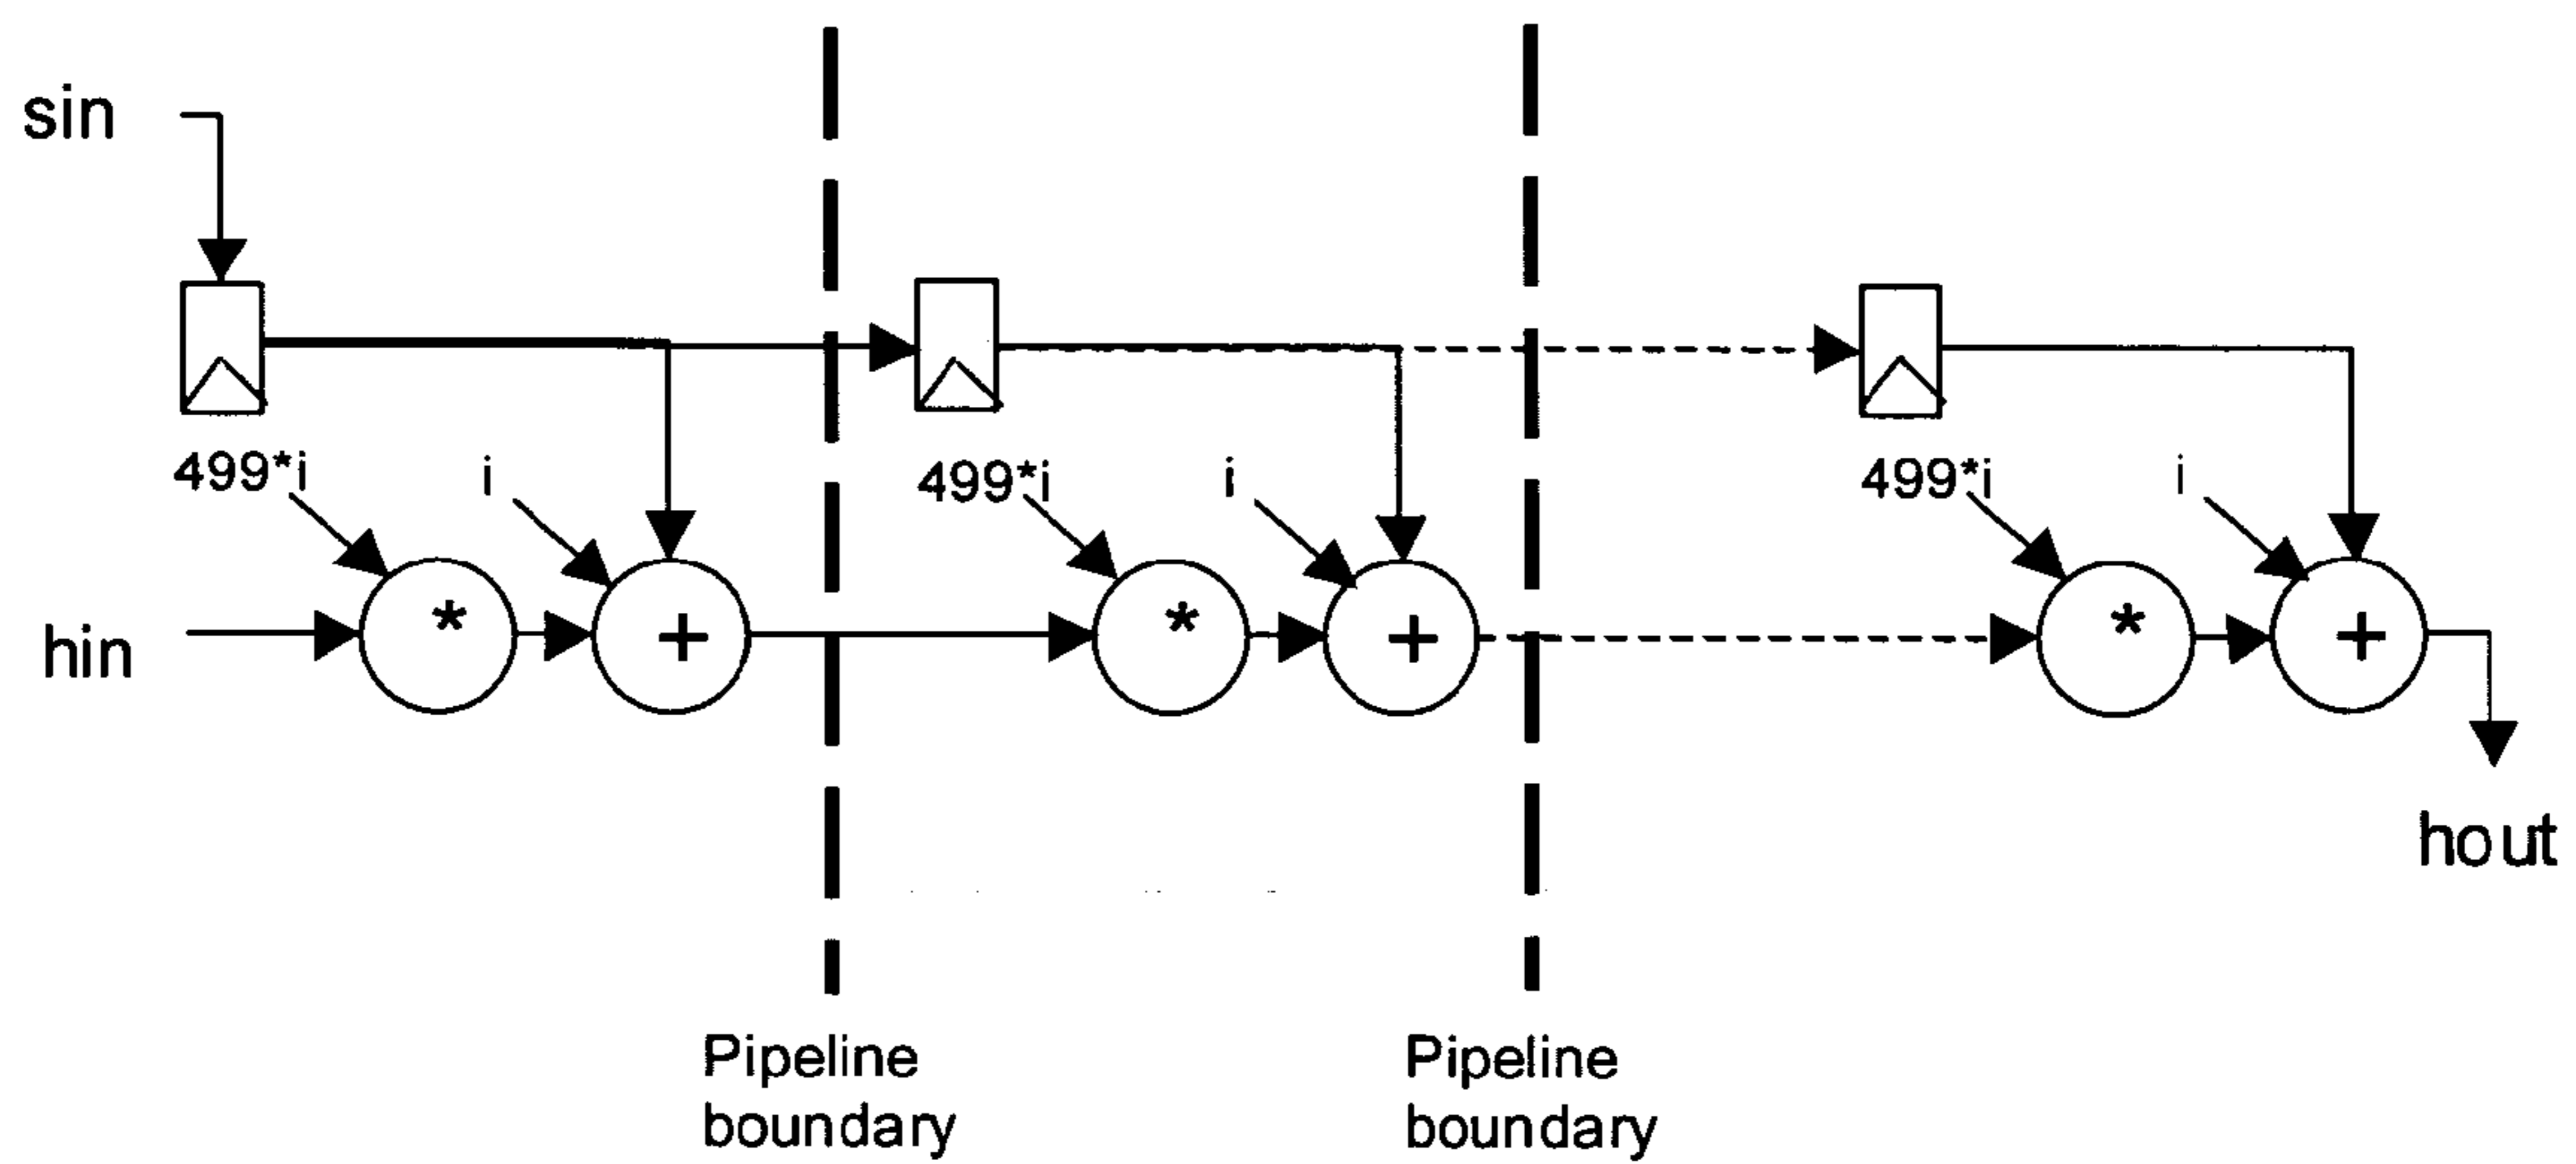 sin
499*i
i
499*i
i
499*i
i
hin
*
+
*
+
*
+
hout
Pipeline
boundary
Pipeline
boundary